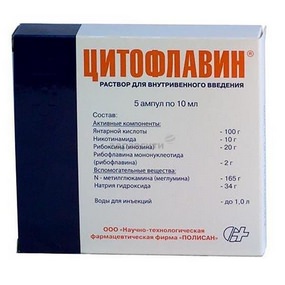 ЦИТОФЛАВИН®
РАСТВОР ДЛЯ ВНУТРИВЕННОГО ВВЕДЕНИЯ
5 ампул по 10 мл
Состав:
Активные компоненты:
Янтарной кислоты - 100 г
Никотинамида - 10 г
Рибоксина (инозина) - 20 г
Рибофлавина мононуклеотида
(рибофлавина) - 2 г
Вспомогательные вещества:
N - метилглюкамина (меглумина) - 165 г
Натрия гидроксида - 34 г
Воды для инъекций - до 1,0 л
ООО «Научно-технологическая
фармацевтическая фирма "ПОЛИСАН»